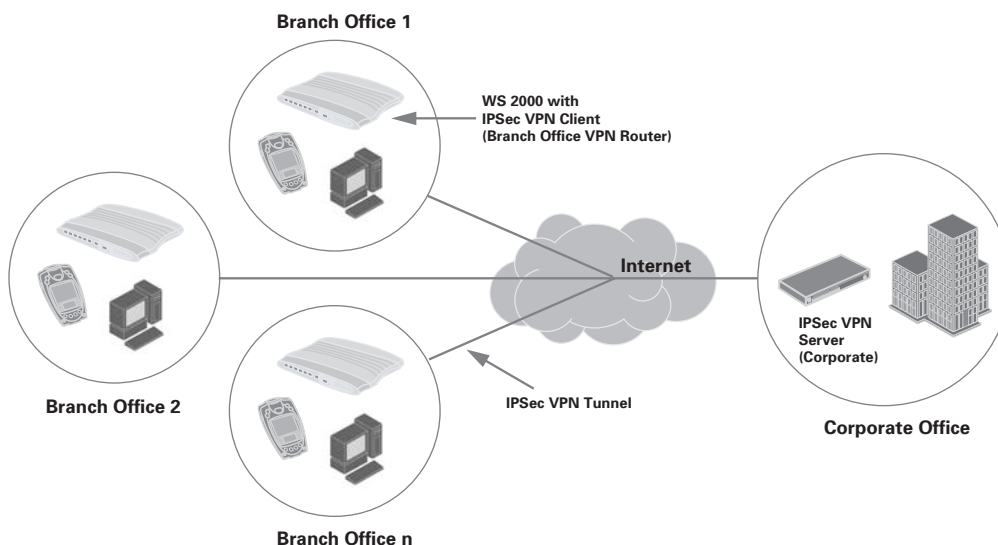 Branch Office 1
WS 2000 with
IPSec VPN Client
(Branch Office VPN Router)
Internet
IPSec VPN
Server
(Corporate)
Branch Office 2
IPSec VPN Tunnel
Corporate Office
Branch Office n